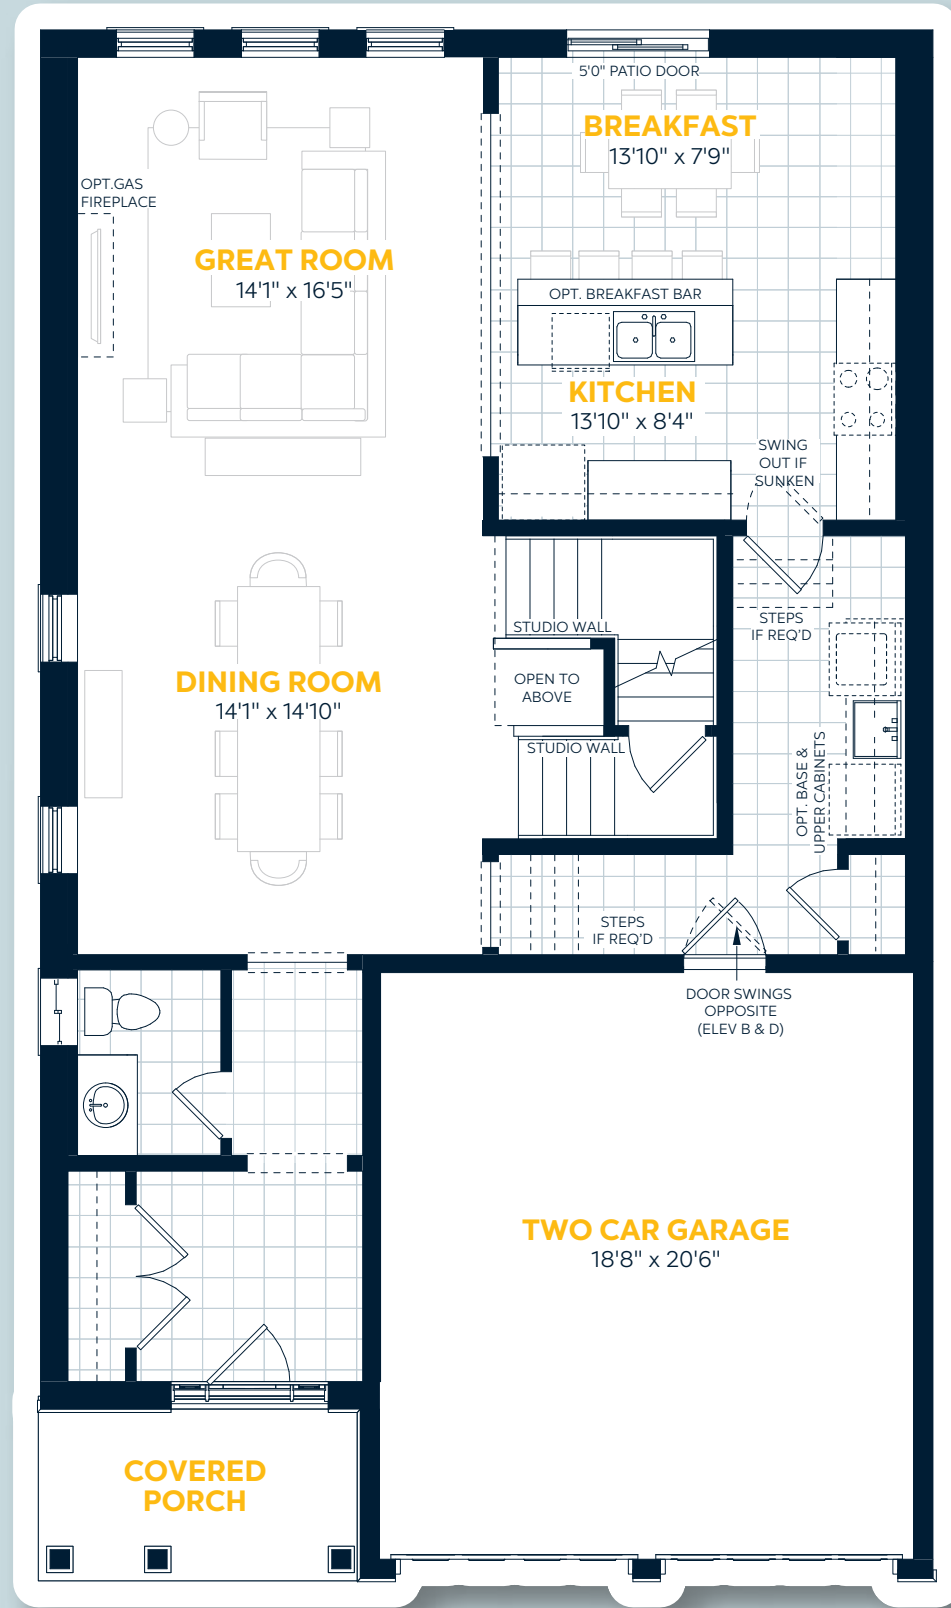 5'0" PATIO DOOR
BREAKFAST
13'10" x 7'9"
OPT.GAS
FIREPLACE
GREAT ROOM
14'1" x 16'5"
OPT. BREAKFAST BAR
KITCHEN
13'10" x 8'4"
SWING
OUT IF
SUNKEN
STUDIO WALL
STEPS
IF REQ'D
OPEN TO
ABOVE
DINING ROOM
14'1" x 14'10"
STUDIO WALL
OPT. BASE &
UPPER CABINETS
STEPS
IF REQ'D
DOOR SWINGS
OPPOSITE
(ELEV B & D)
TWO CAR GARAGE
18'8" x 20'6"
COVERED
PORCH